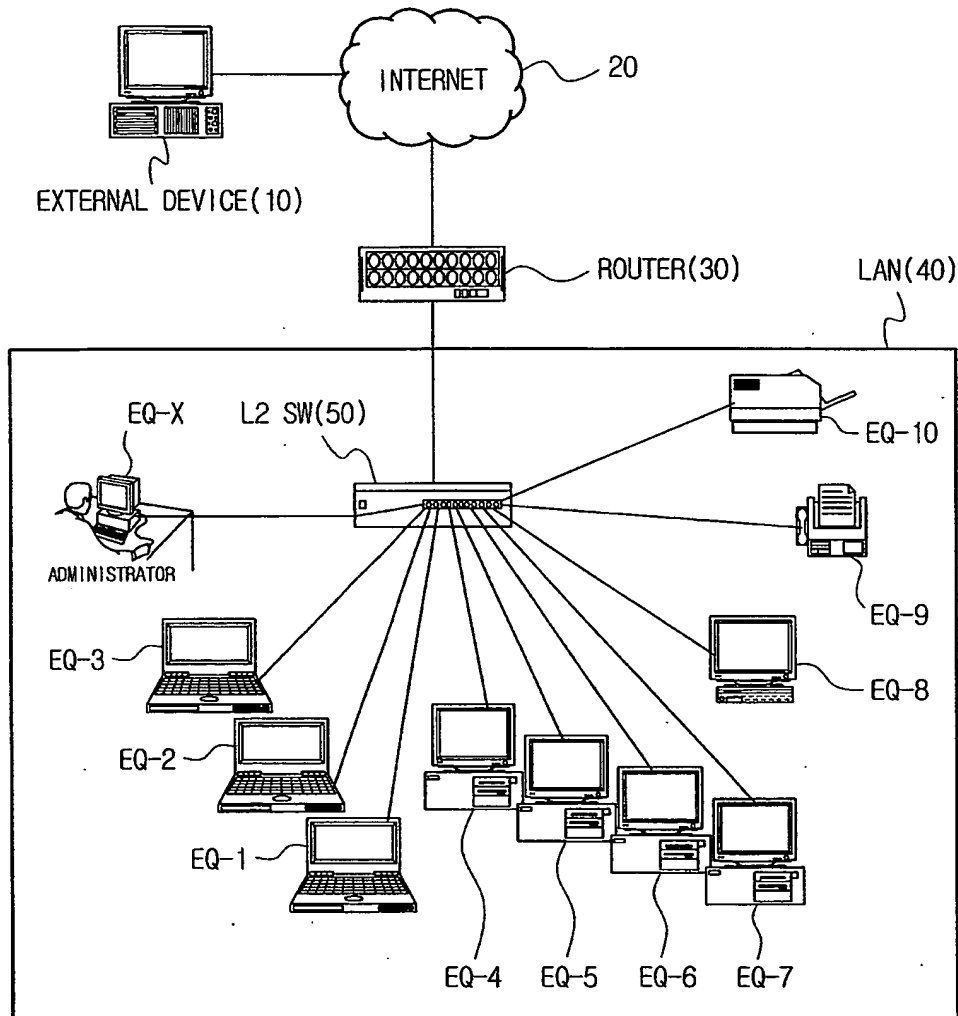 INTERNET
20
EXTERNAL DEVICE(10)
ROUTER(30)
LAN(40)
EQ-X
L2 SW(50)
EQ-10
ADMINISTRATOR
EQ-9
EQ-3
EQ-8
EQ-2
EQ-1
EQ-4
EQ-5
EQ-6
EQ-7